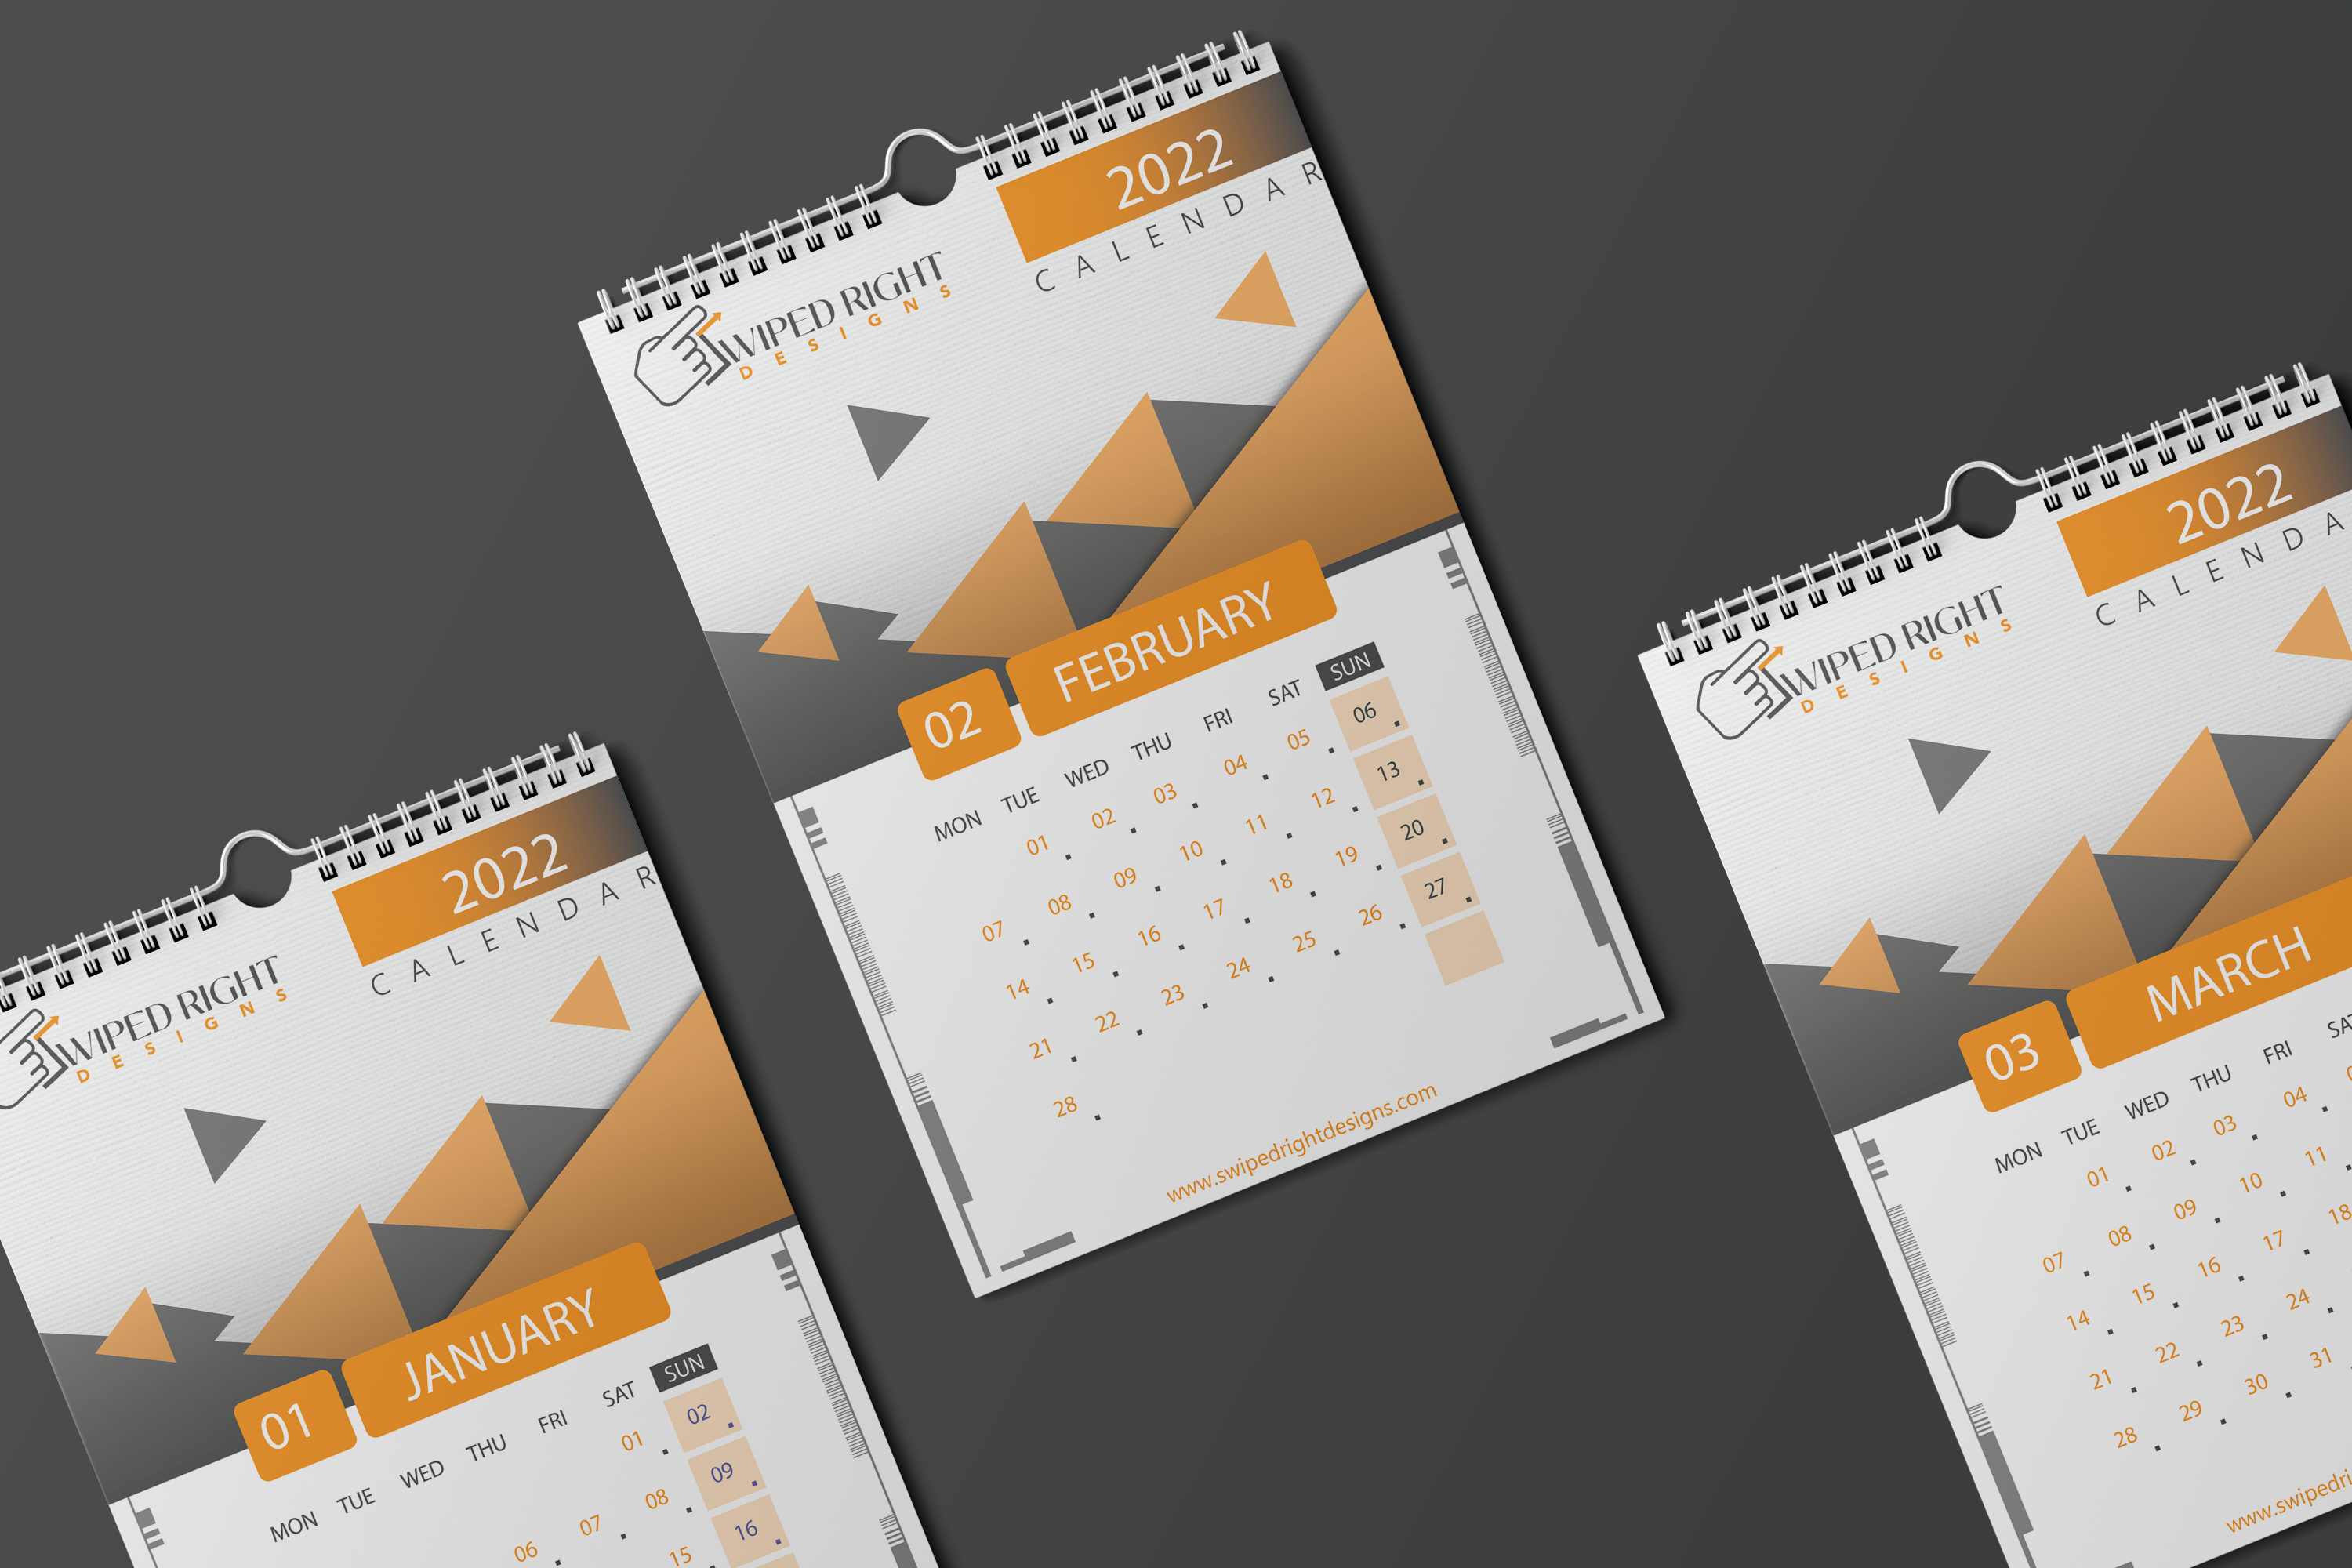 2022
CALENDAR
WIPED RIGHT
DESIGNS
02 FEBRUARY
MON TUE WED THU FRI SAT SUN
01 . 02 . 03 . 04 . 05 . 06 .
07 . 08 . 09 . 10 . 11 . 12 . 13 .
14 . 15 . 16 . 17 . 18 . 19 . 20 .
21 . 22 . 23 . 24 . 25 . 26 . 27 .
28 .
www.swipedrightdesigns.com
2022
CALENDAR
WIPED RIGHT
DESIGNS
01 JANUARY
MON TUE WED THU FRI SAT SUN
01 . 02 .
06 . 07 . 08 . 09 .
15 . 16 .
2022
CALENDA
WIPED RIGHT
DESIGNS
03 MARCH
MON TUE WED THU FRI
01 . 02 . 03 . 04 .
07 . 08 . 09 . 10 . 11 .
14 . 15 . 16 . 17 . 18
21 . 22 . 23 . 24 .
28 . 29 . 30 . 31